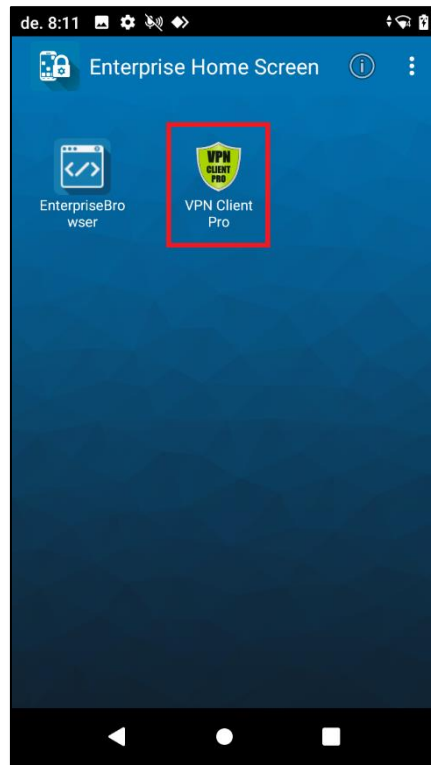 de. 8:11
Enterprise Home Screen
VPN
CLIENT
PRO
EnterpriseBro
wser
VPN Client
Pro